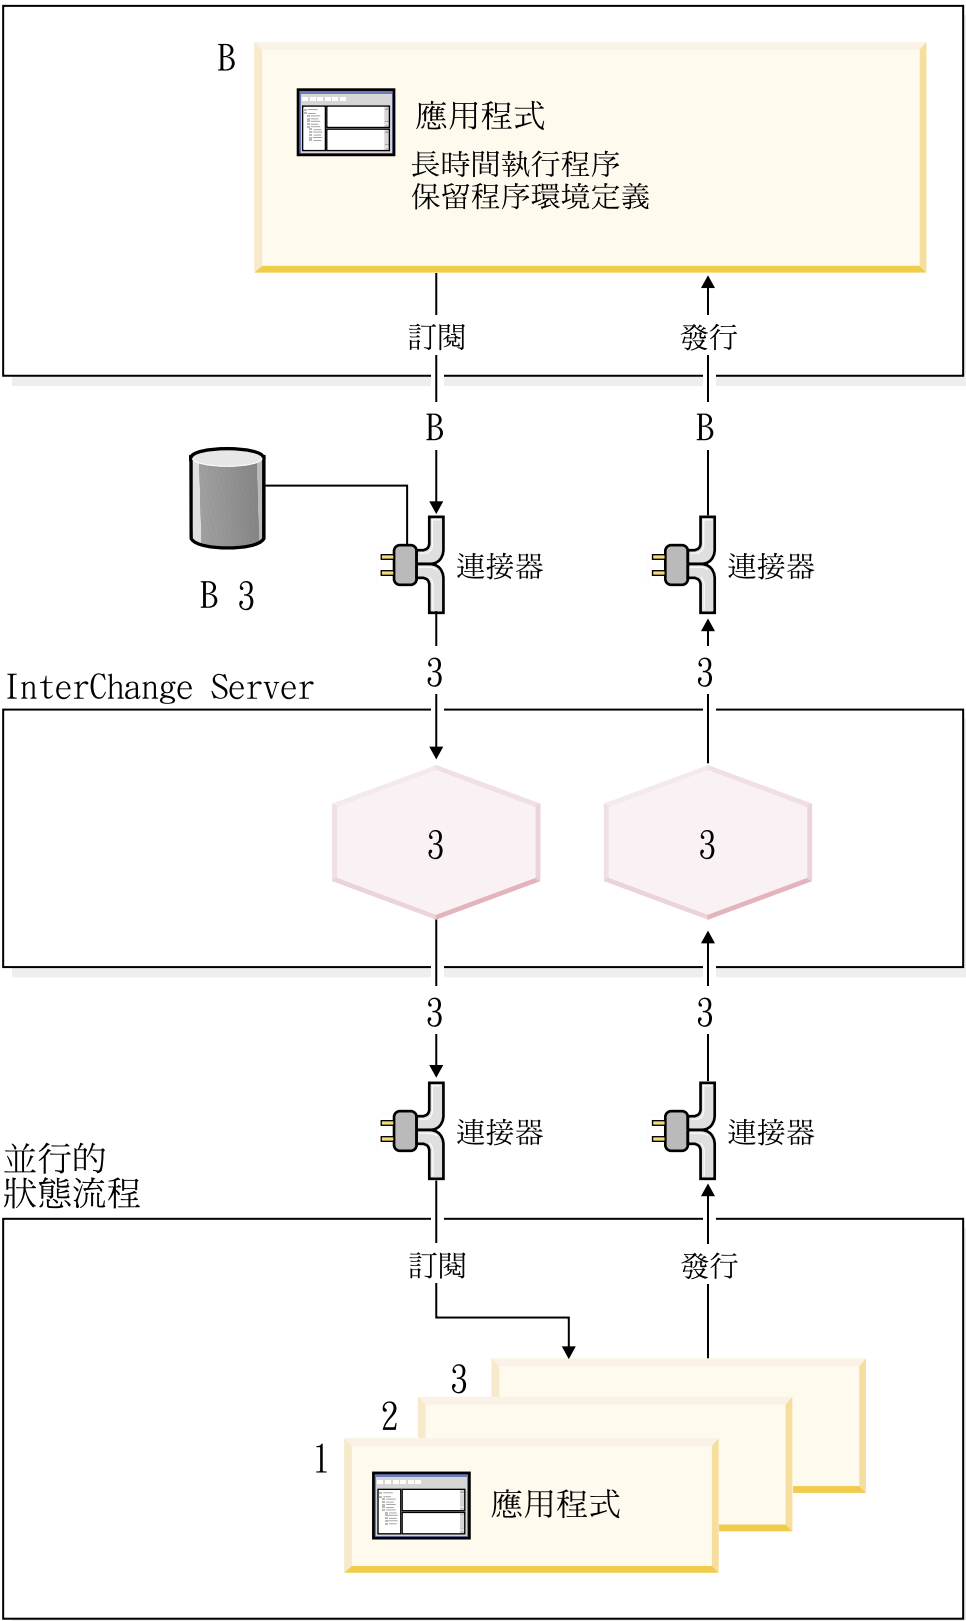 B
應用程式
長時間執行程序
保留程序環境定義
訂閱
發行
B
B
連接器
連接器
B 3
3
3
InterChange Server
3
3
3
3
連接器
連接器
並行的
狀態流程
訂閱
發行
3
2
1
應用程式